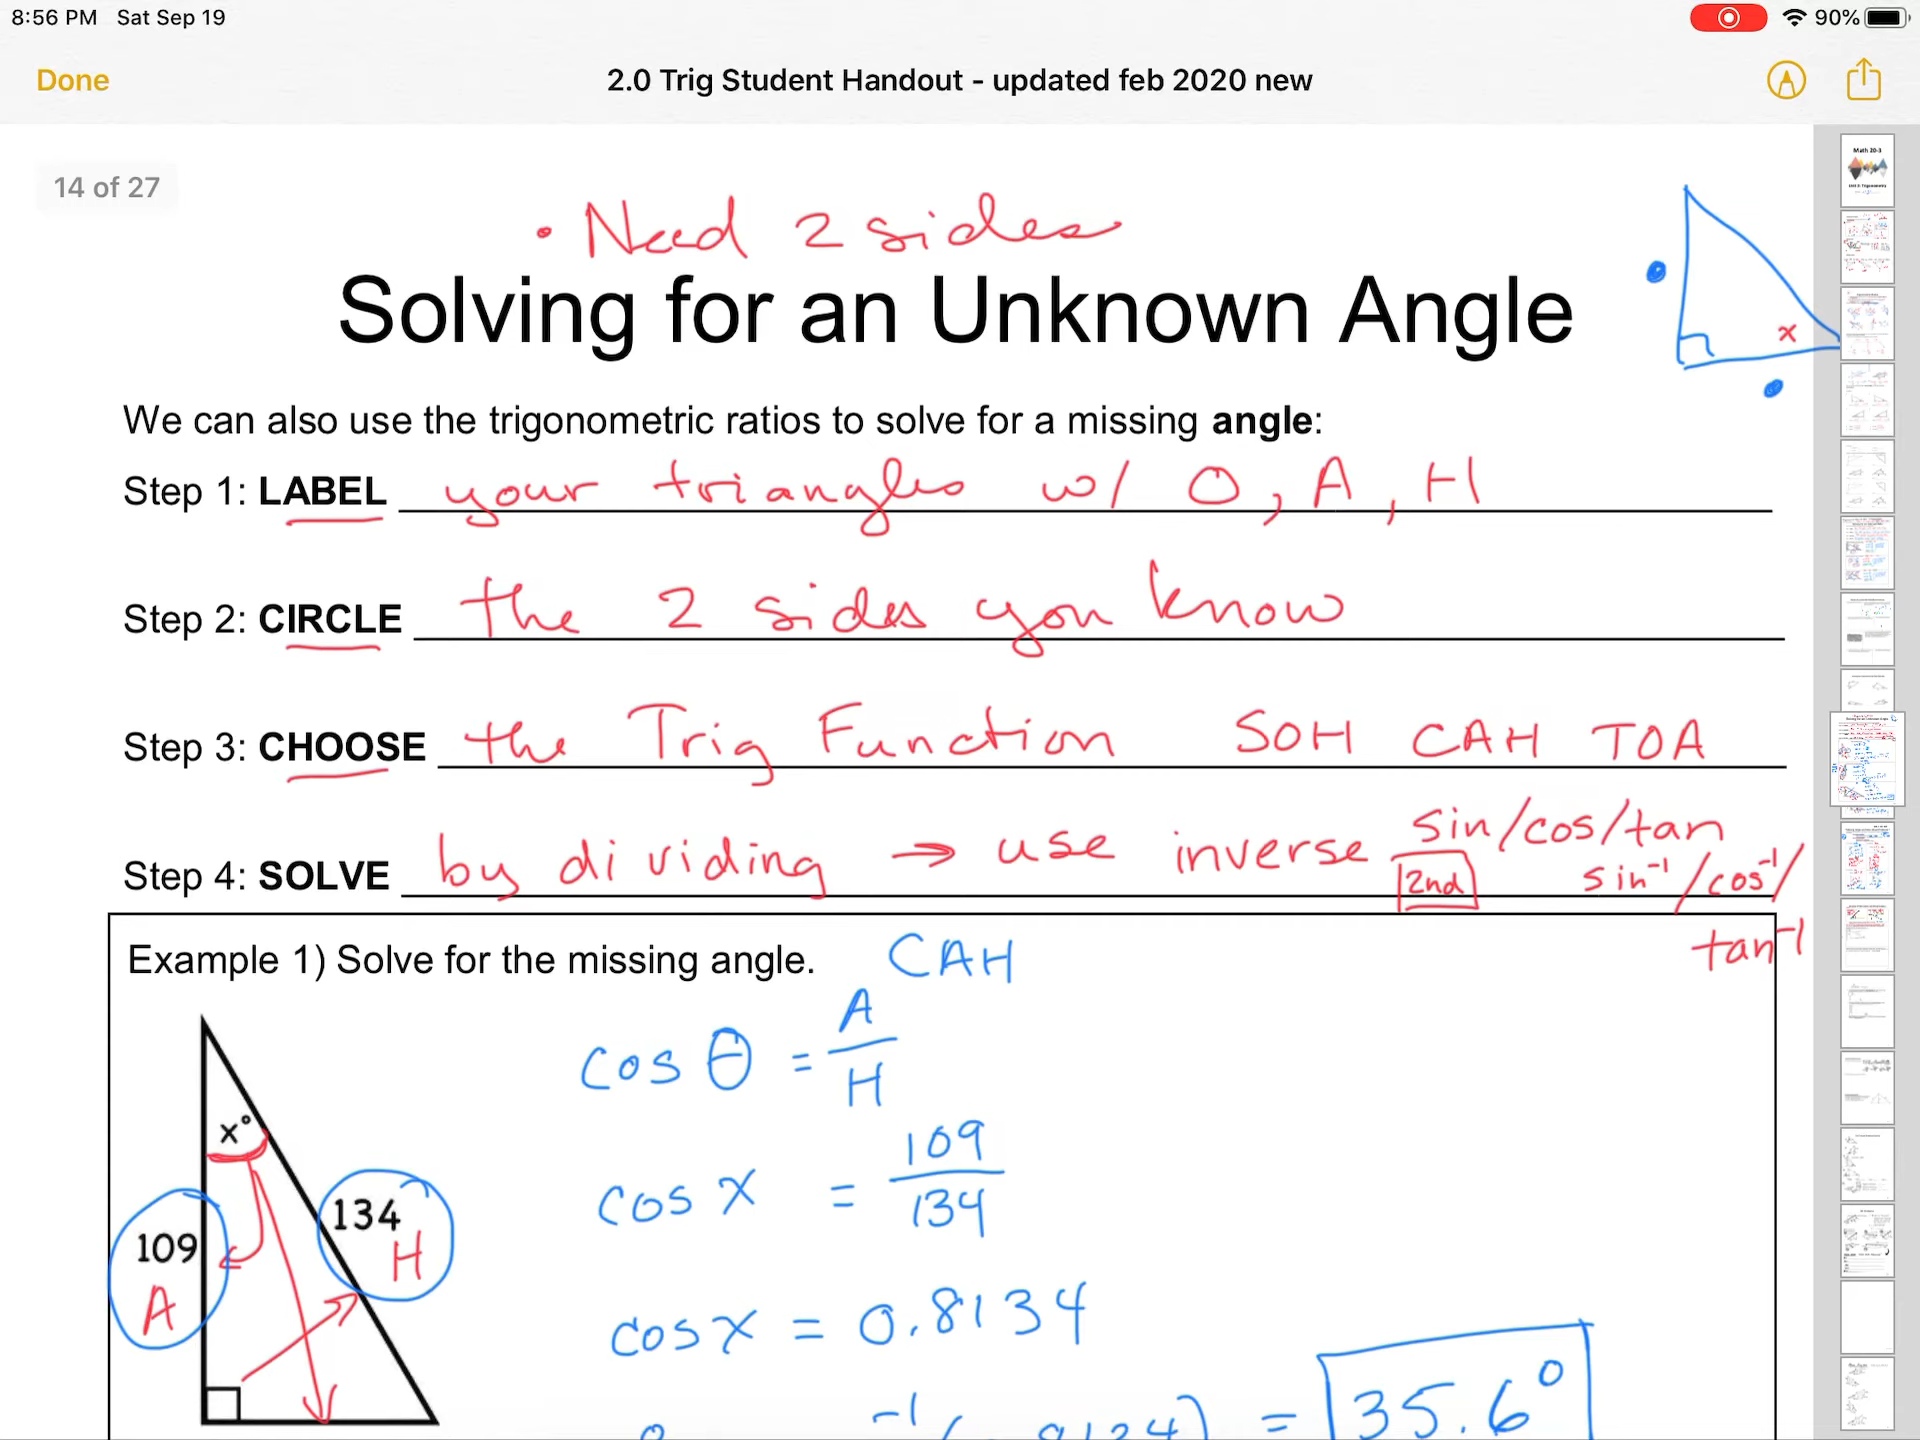 8:56 PM Sat Sep 19
90%
Done
2.0 Trig Student Handout - updated feb 2020 new
14 of 27
• Need 2 sides
Solving for an Unknown Angle
x
We can also use the trigonometric ratios to solve for a missing angle:
Step 1: LABEL your triangles w/ O, A, H
Step 2: CIRCLE the 2 sides you know
Step 3: CHOOSE the Trig Function SOH CAH TOA
Step 4: SOLVE by dividing → use inverse sin/cos/tan
2nd sin⁻¹/cos⁻¹/
tan⁻¹
Example 1) Solve for the missing angle. CAH
cos θ = A/H
x°
cos x = 109/134
134
H
109
A
cos x = 0.8134
= 35.6°
Math 20-3